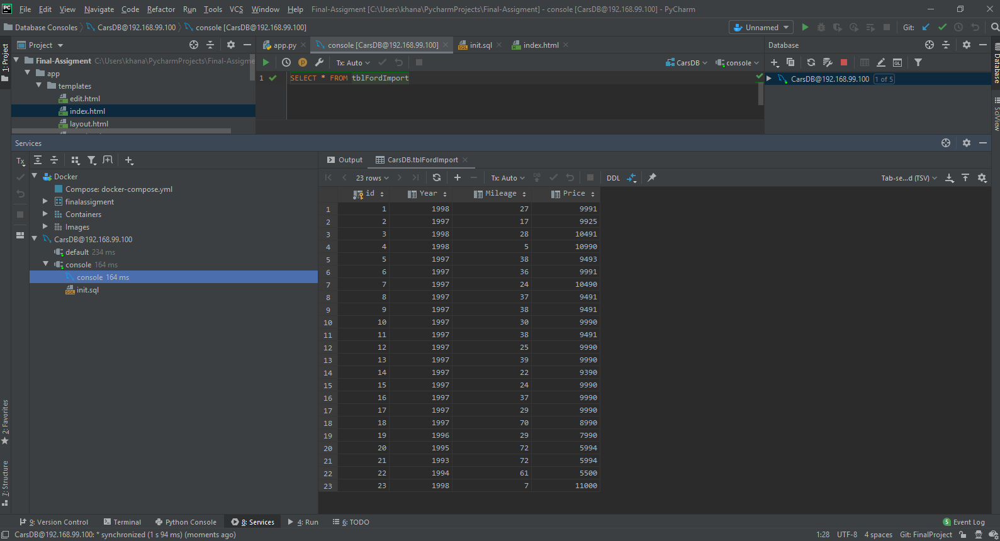 PC File Edit View Navigate Code Refactor Run Tools VCS Window Help Final-Assigment [C:\Users\khana\PycharmProjects\Final-Assigment] - console [CarsDB@192.168.99.100] - PyCharm
Database Consoles CarsDB@192.168.99.100 console [CarsDB@192.168.99.100] Unnamed Git:
1: Project
Project app.py console [CarsDB@192.168.99.100] init.sql index.html Database
Final-Assigment C:\Users\khana\PycharmProjects\Final-Assigme Tx: Auto CarsDB console
app
templates
edit.html
index.html
layout.html
1 SELECT * FROM tblFordImport
CarsDB@192.168.99.100 1 of 5
Database
SciView
Services
Tx
Output CarsDB.tblFordImport
23 rows Tx: Auto DB DDL Tab-se...d (TSV)
Docker
Compose: docker-compose.yml
finalassigment
Containers
Images
CarsDB@192.168.99.100
default 234 ms
console 164 ms
console 164 ms
init.sql
id Year Mileage Price
1 1 1998 27 9991
2 2 1997 17 9925
3 3 1998 28 10491
4 4 1998 5 10990
5 5 1997 38 9493
6 6 1997 36 9991
7 7 1997 24 10490
8 8 1997 37 9491
9 9 1997 38 9491
10 10 1997 30 9990
11 11 1997 38 9491
12 12 1997 25 9990
13 13 1997 39 9990
14 14 1997 22 9390
15 15 1997 24 9990
16 16 1997 37 9990
17 17 1997 29 9990
18 18 1997 70 8990
19 19 1996 29 7990
20 20 1995 72 5994
21 21 1993 72 5994
22 22 1994 61 5500
23 23 1998 7 11000
2: Favorites
7: Structure
9: Version Control Terminal Python Console 8: Services 4: Run 6: TODO 5 Event Log
CarsDB@192.168.99.100: * synchronized (1 s 94 ms) (moments ago) 1:28 UTF-8 4 spaces Git: FinalProject